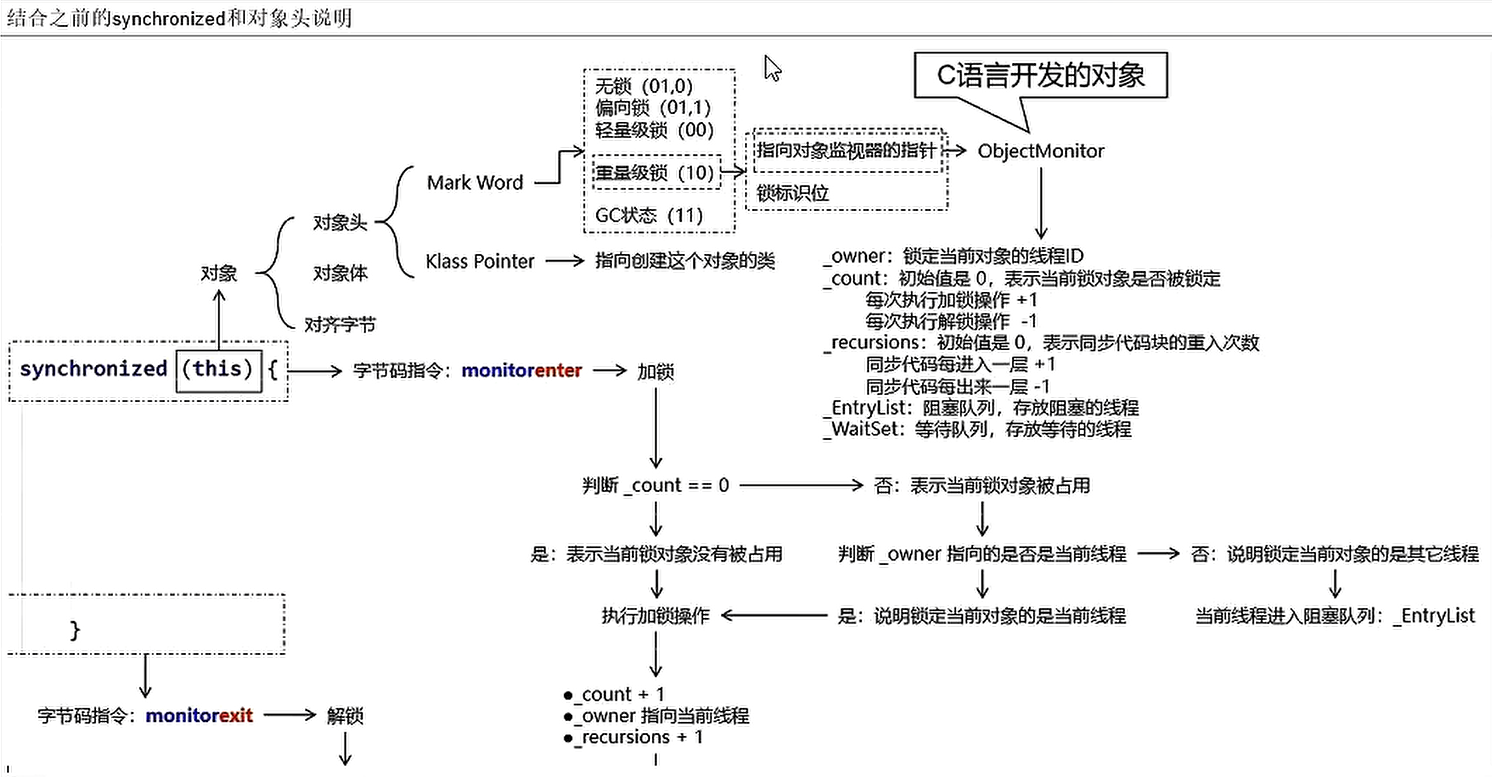 结合之前的synchronized和对象头说明
C语言开发的对象
无锁（01,0）
偏向锁（01,1）
轻量级锁（00）
重量级锁（10）
GC状态（11）
指向对象监视器的指针
锁标识位
ObjectMonitor
Mark Word
对象头
Klass Pointer
指向创建这个对象的类
对象
对象体
对齐字节
_owner：锁定当前对象的线程ID
_count：初始值是 0，表示当前锁对象是否被锁定
每次执行加锁操作 +1
每次执行解锁操作 -1
_recursions：初始值是 0，表示同步代码块的重入次数
同步代码每进入一层 +1
同步代码每出来一层 -1
_EntryList：阻塞队列，存放阻塞的线程
_WaitSet：等待队列，存放等待的线程
synchronized (this) {
字节码指令：monitorenter
加锁
判断 _count == 0
否：表示当前锁对象被占用
是：表示当前锁对象没有被占用
判断 _owner 指向的是否是当前线程
否：说明锁定当前对象的是其它线程
执行加锁操作
是：说明锁定当前对象的是当前线程
当前线程进入阻塞队列：_EntryList
}
●_count + 1
●_owner 指向当前线程
●_recursions + 1
字节码指令：monitorexit
解锁